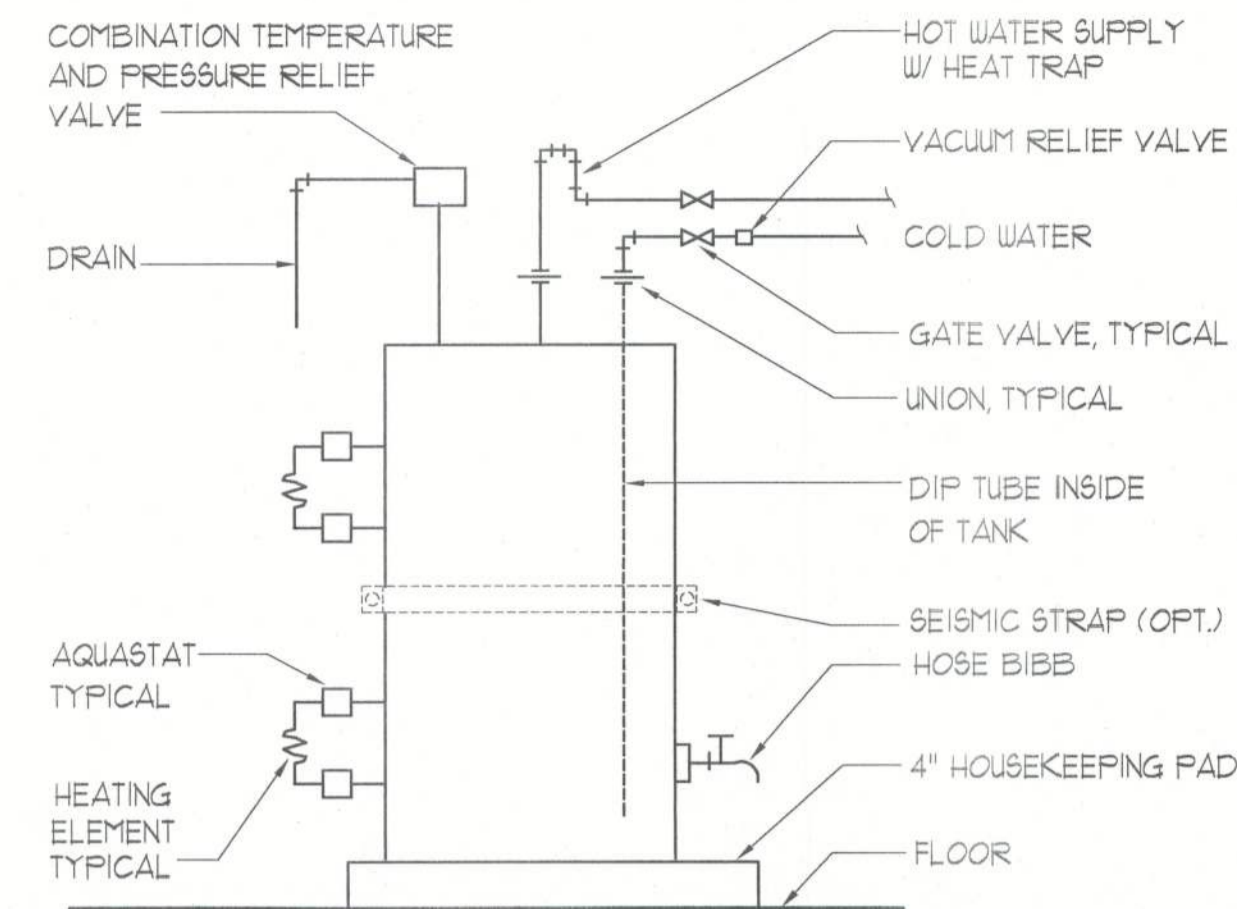 COMBINATION TEMPERATURE
AND PRESSURE RELIEF
VALVE
DRAIN
AQUASTAT
TYPICAL
HEATING
ELEMENT
TYPICAL
HOT WATER SUPPLY
W/ HEAT TRAP
VACUUM RELIEF VALVE
COLD WATER
GATE VALVE, TYPICAL
UNION, TYPICAL
DIP TUBE INSIDE
OF TANK
SEISMIC STRAP (OPT.)
HOSE BIBB
4" HOUSEKEEPING PAD
FLOOR